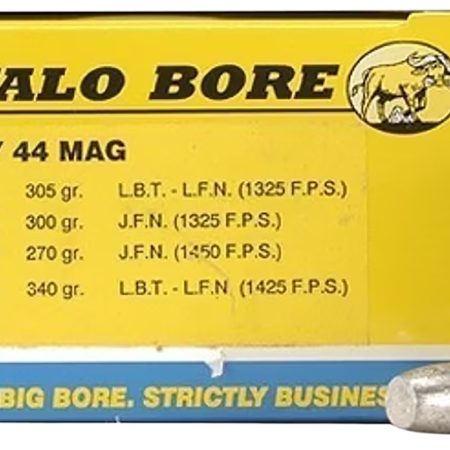 ALO BORE
44 MAG
305 gr. L.B.T. - L.F.N. (1325 F.P.S.)
300 gr. J.F.N. (1325 F.P.S.)
270 gr. J.F.N. (1450 F.P.S.)
340 gr. L.B.T. - L.F.N (1425 F.P.S.)
BIG BORE. STRICTLY BUSINES